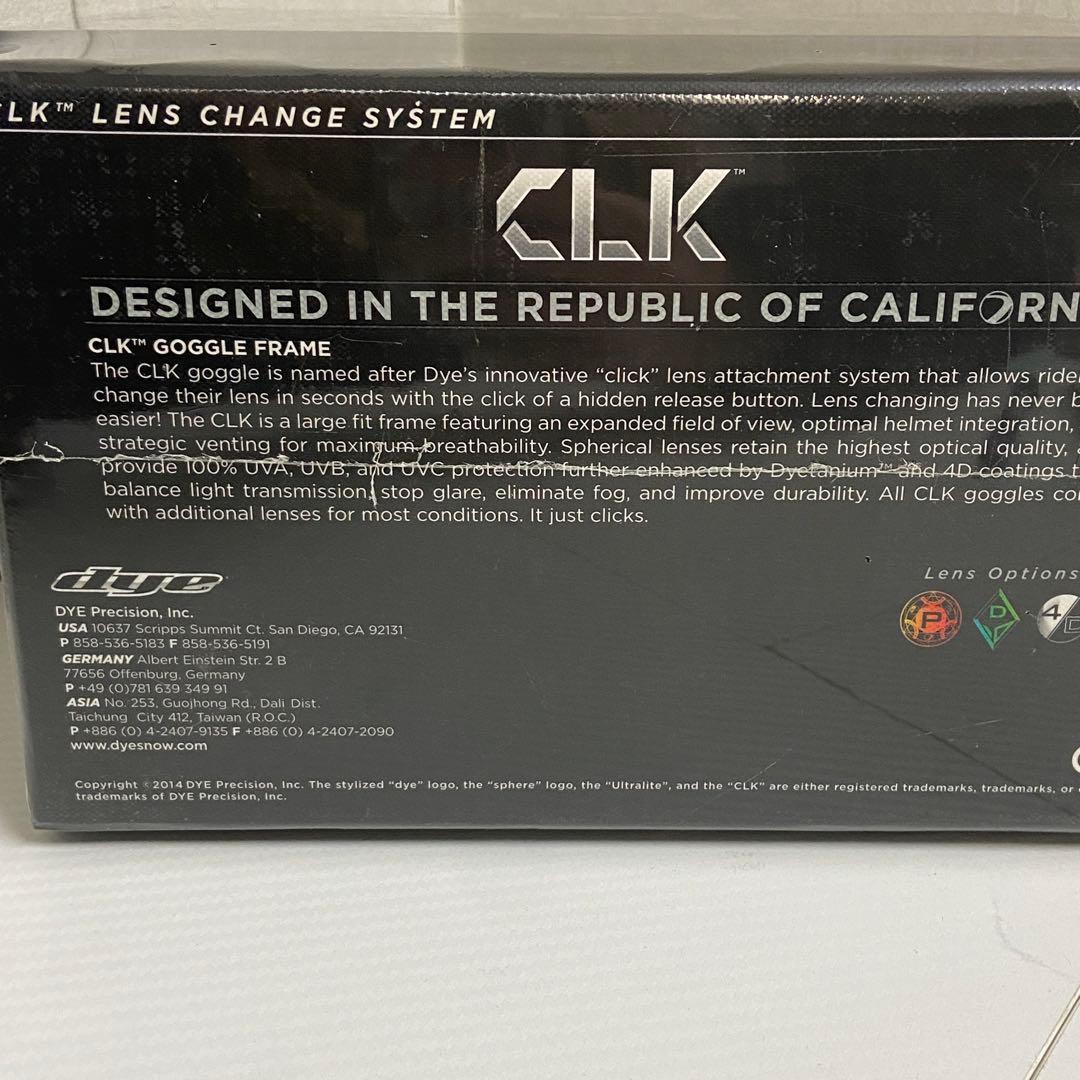 CLK™ LENS CHANGE SYSTEM
CLK™
DESIGNED IN THE REPUBLIC OF CALIFORN
CLK™ GOGGLE FRAME
The CLK goggle is named after Dye's innovative "click" lens attachment system that allows ride
change their lens in seconds with the click of a hidden release button. Lens changing has never b
easier! The CLK is a large fit frame featuring an expanded field of view, optimal helmet integration,
strategic venting for maximum breathability. Spherical lenses retain the highest optical quality,
provide 100% UVA, UVB, and UVC protection further enhanced by Dyetanium™ and 4D coatings t
balance light transmission, stop glare, eliminate fog, and improve durability. All CLK goggles co
with additional lenses for most conditions. It just clicks.
dye
Lens Options
P D 4D
DYE Precision, Inc.
USA 10637 Scripps Summit Ct. San Diego, CA 92131
P 858-536-5183 F 858-536-5191
GERMANY Albert Einstein Str. 2 B
77656 Offenburg, Germany
P +49 (0)781 639 349 91
ASIA No. 253, Guojhong Rd., Dali Dist.
Taichung City 412, Taiwan (R.O.C.)
P +886 (0) 4-2407-9135 F +886 (0) 4-2407-2090
www.dyesnow.com
Copyright ©2014 DYE Precision, Inc. The stylized "dye" logo, the "sphere" logo, the "Ultralite", and the "CLK" are either registered trademarks, trademarks, or
trademarks of DYE Precision, Inc.